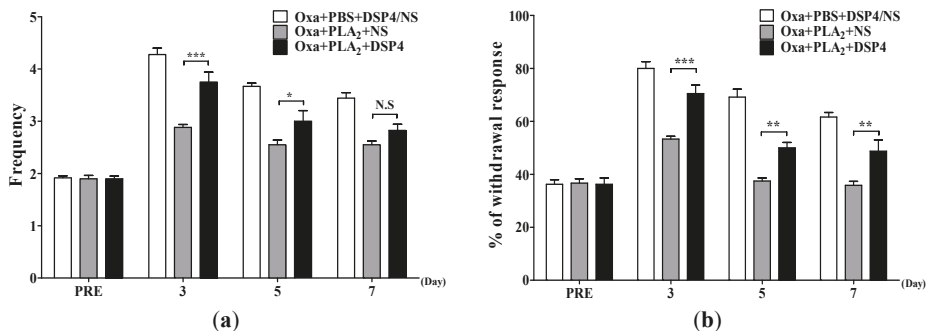 Oxa+PBS+DSP4/NS
Oxa+PLA₂+NS
Oxa+PLA₂+DSP4
Frequency
5
4
3
2
1
0
***
*
N.S
PRE 3 5 7 (Day)
(a)
Oxa+PBS+DSP4/NS
Oxa+PLA₂+NS
Oxa+PLA₂+DSP4
% of withdrawal response
100
80
60
40
20
0
***
**
**
PRE 3 5 7 (Day)
(b)